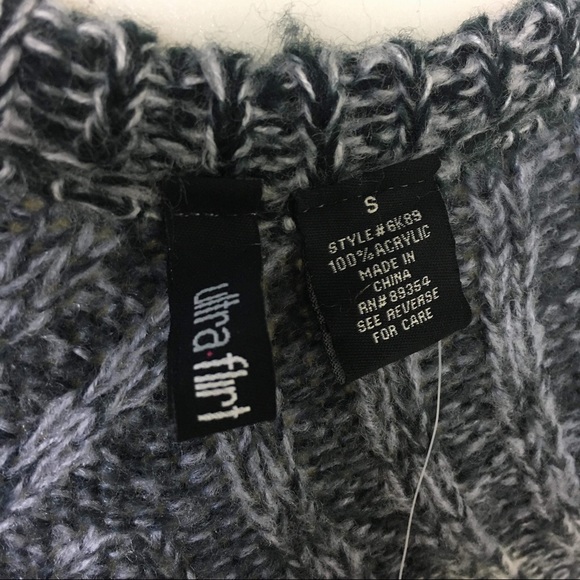 ultra·flirt
S
STYLE#6K89
100%ACRYLIC
MADE IN
CHINA
RN#89354
SEE REVERSE
FOR CARE